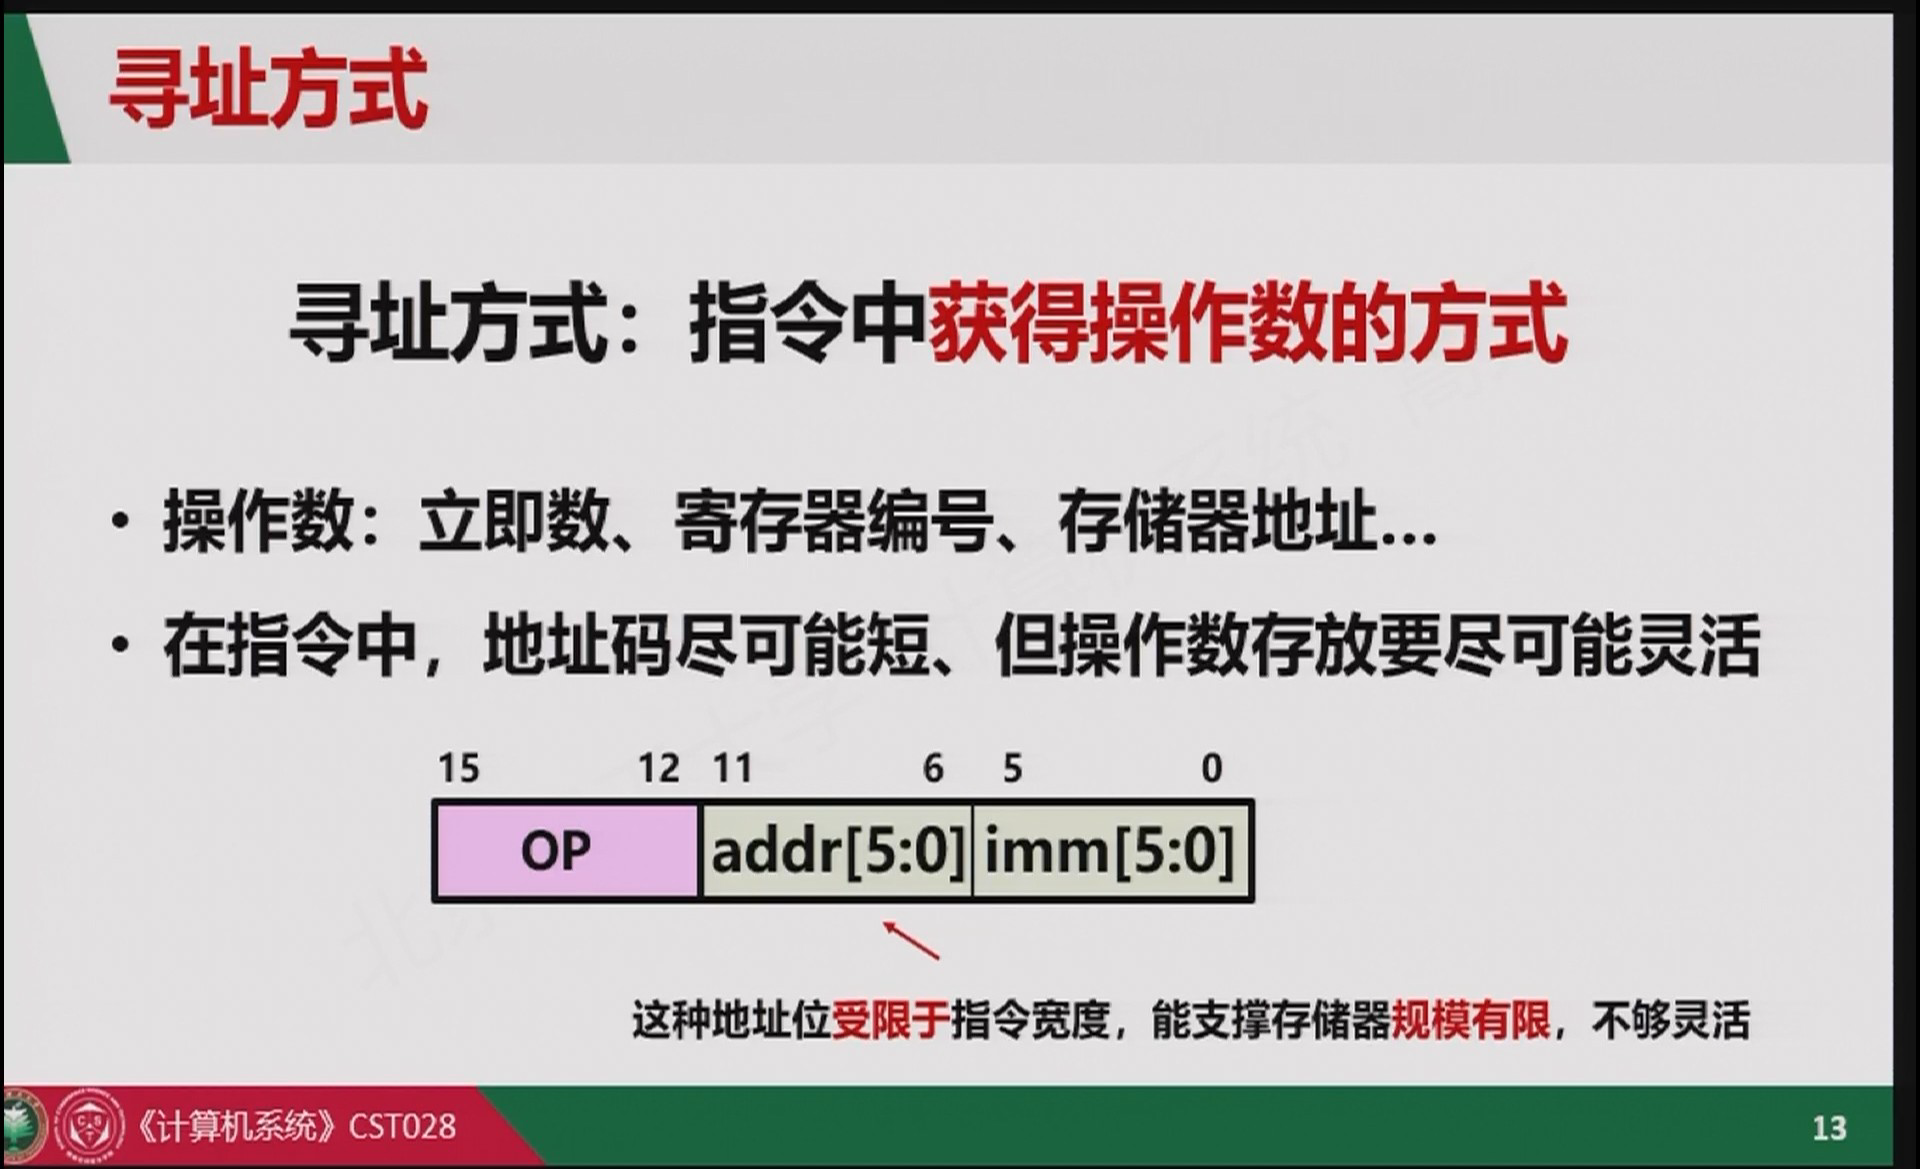 寻址方式
寻址方式：指令中获得操作数的方式
• 操作数：立即数、寄存器编号、存储器地址...
• 在指令中，地址码尽可能短、但操作数存放要尽可能灵活
15 12 11 6 5 0
OP addr[5:0] imm[5:0]
这种地址位受限于指令宽度，能支撑存储器规模有限，不够灵活
《计算机系统》CST028
13